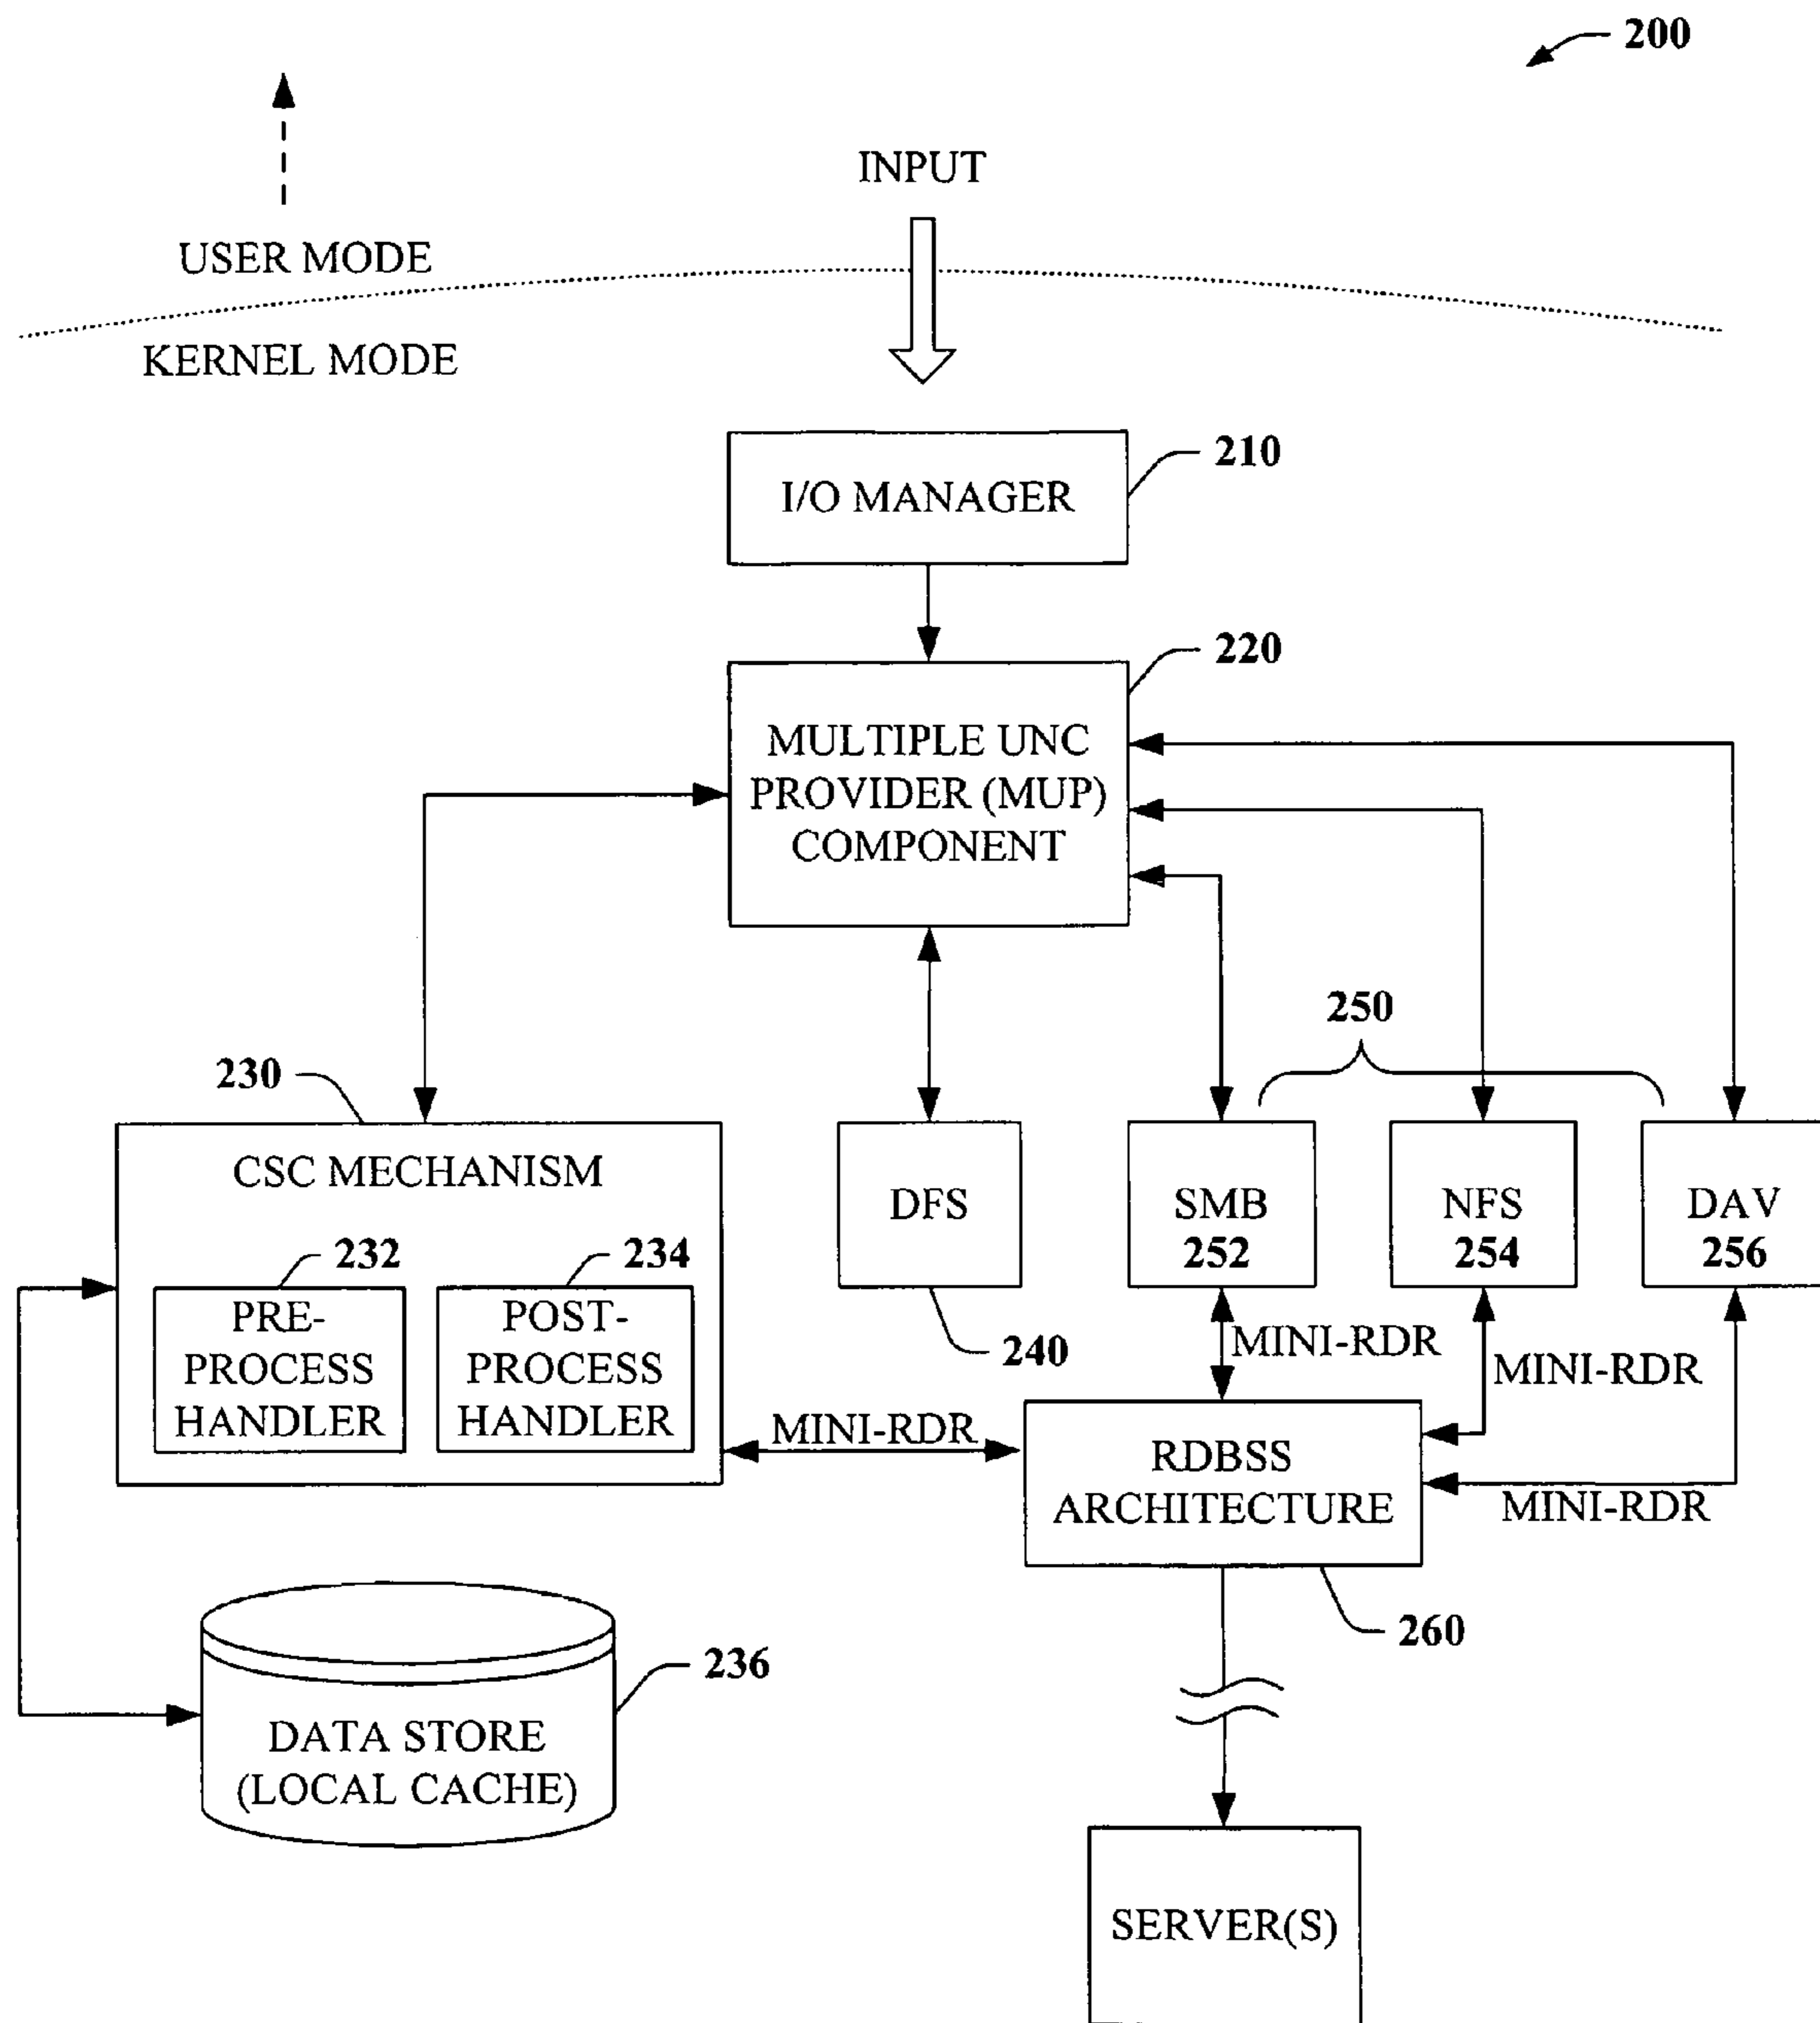 200
INPUT
USER MODE
KERNEL MODE
210
I/O MANAGER
220
MULTIPLE UNC
PROVIDER (MUP)
COMPONENT
250
230
CSC MECHANISM
232
PRE-
PROCESS
HANDLER
234
POST-
PROCESS
HANDLER
DFS
240
SMB
252
NFS
254
DAV
256
MINI-RDR
MINI-RDR
MINI-RDR
MINI-RDR
RDBSS
ARCHITECTURE
260
236
DATA STORE
(LOCAL CACHE)
SERVER(S)